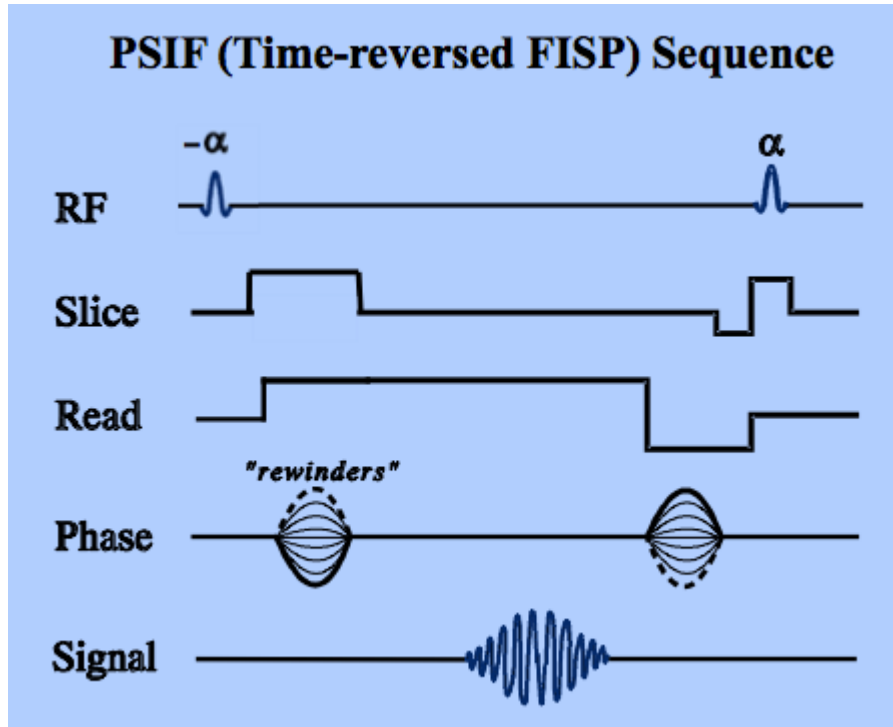 PSIF (Time-reversed FISP) Sequence
-α
α
RF
Slice
Read
"rewinders"
Phase
Signal